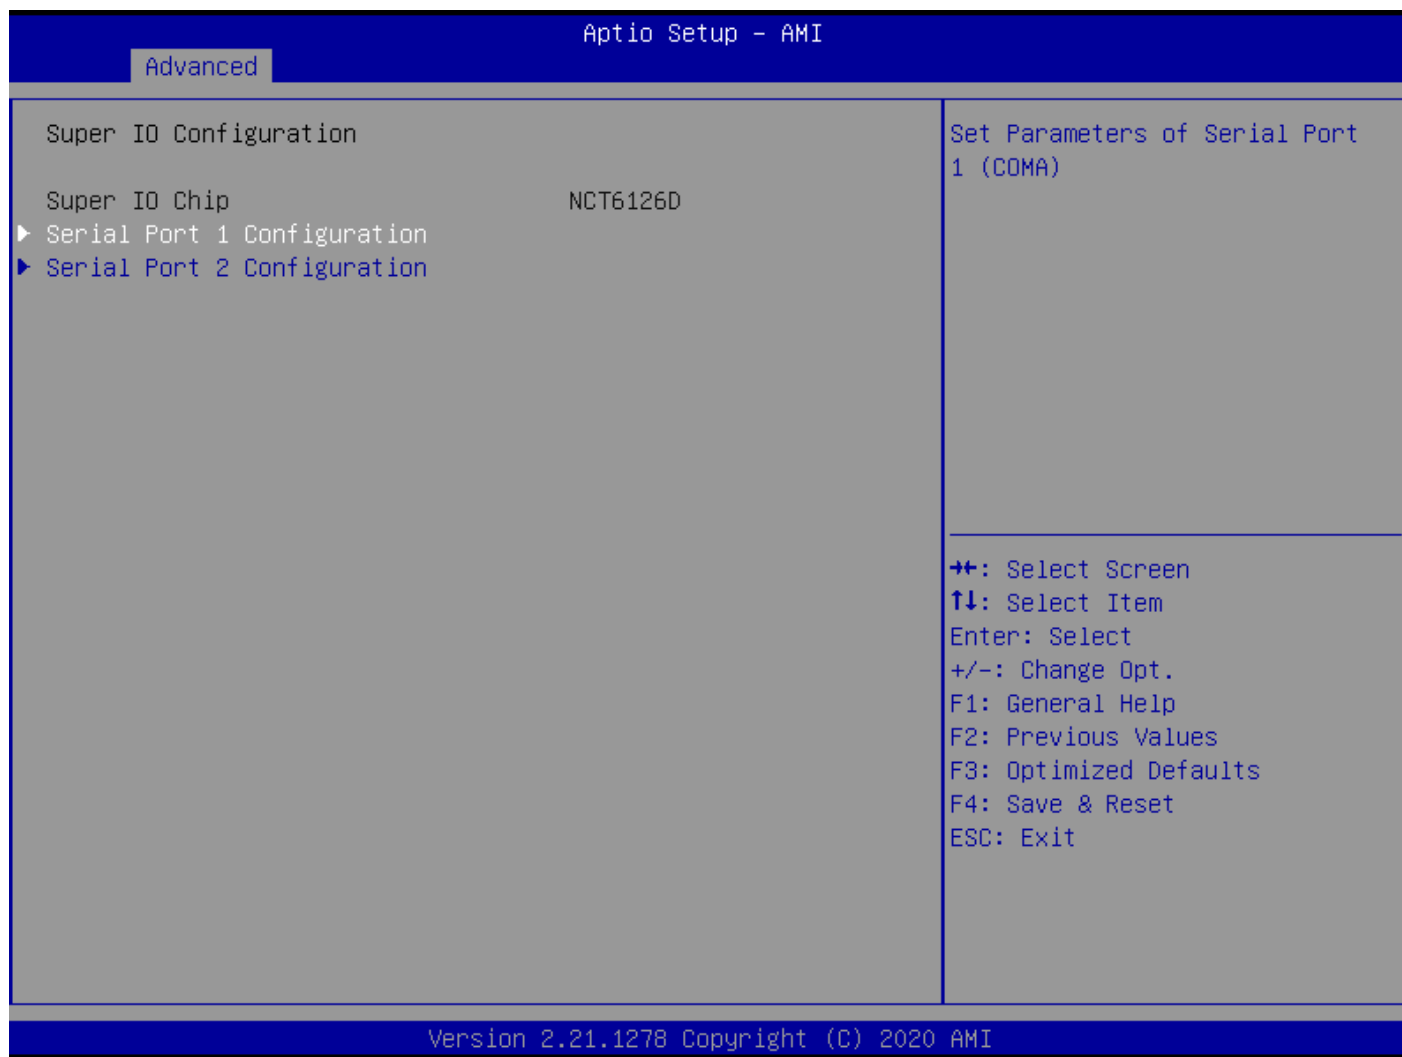 Aptio Setup – AMI
Advanced
Super IO Configuration
Super IO Chip NCT6126D
Serial Port 1 Configuration
Serial Port 2 Configuration
Set Parameters of Serial Port
1 (COMA)
→←: Select Screen
↑↓: Select Item
Enter: Select
+/-: Change Opt.
F1: General Help
F2: Previous Values
F3: Optimized Defaults
F4: Save & Reset
ESC: Exit
Version 2.21.1278 Copyright (C) 2020 AMI